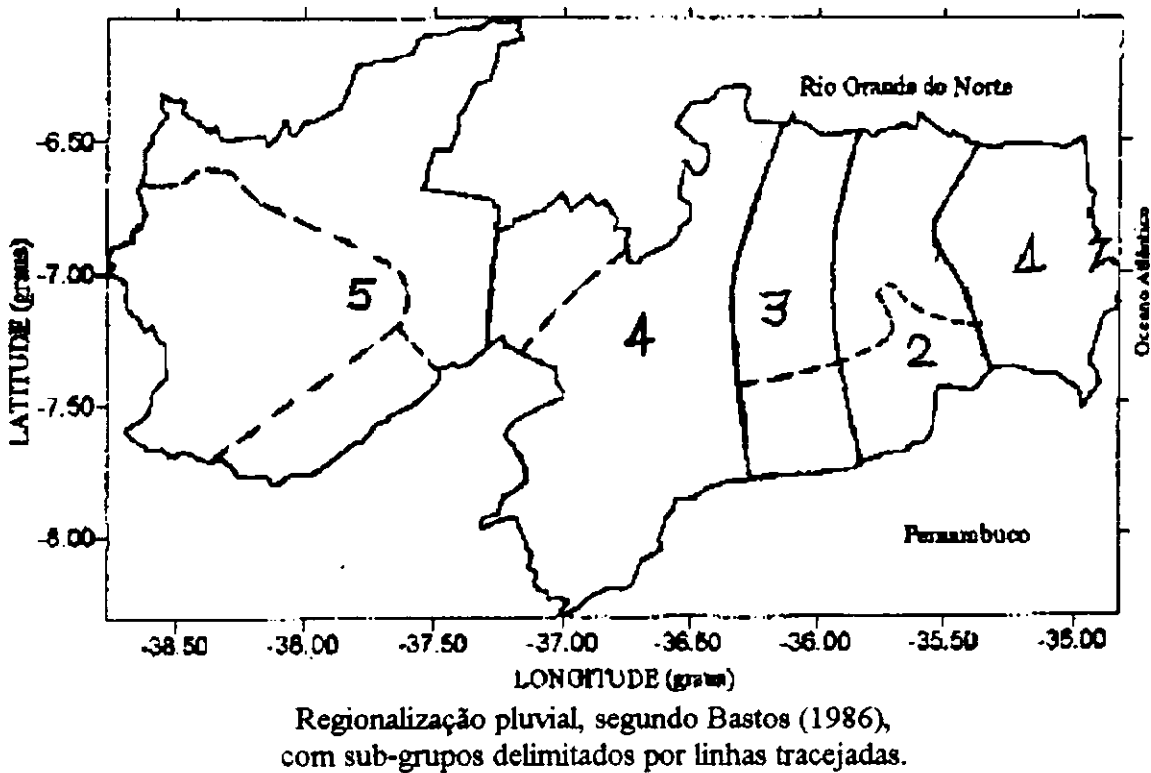 Rio Grande do Norte
-6.50
-7.00
-7.50
-8.00
LATITUDE (graus)
5
4
3
2
1
Oceano Atlântico
Pernambuco
-38.50 -38.00 -37.50 -37.00 -36.50 -36.00 -35.50 -35.00
LONGITUDE (graus)
Regionalização pluvial, segundo Bastos (1986),
com sub-grupos delimitados por linhas tracejadas.